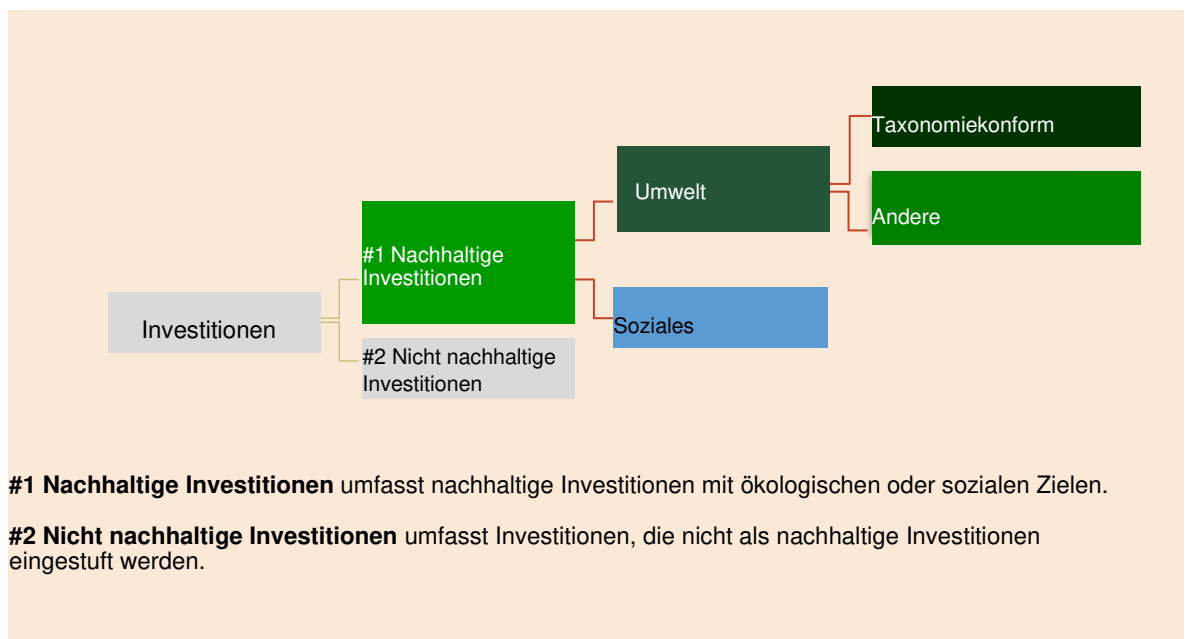 Taxonomiekonform
Umwelt
Andere
#1 Nachhaltige
Investitionen
Soziales
Investitionen
#2 Nicht nachhaltige
Investitionen
#1 Nachhaltige Investitionen umfasst nachhaltige Investitionen mit ökologischen oder sozialen Zielen.
#2 Nicht nachhaltige Investitionen umfasst Investitionen, die nicht als nachhaltige Investitionen
eingestuft werden.